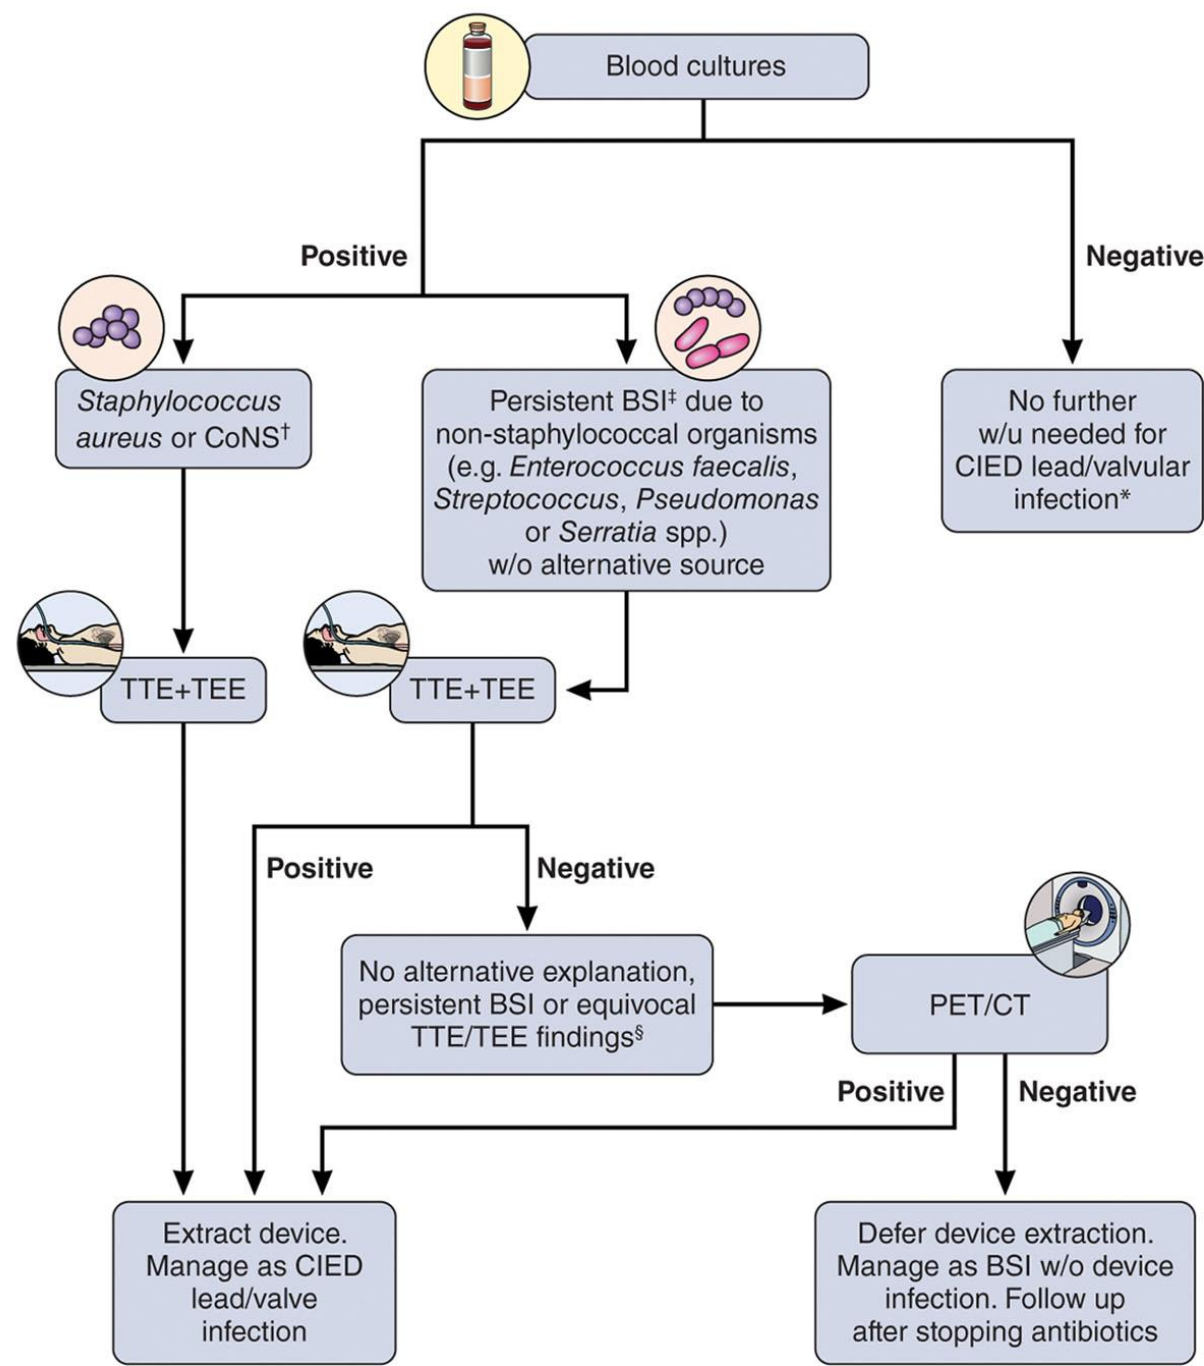 Blood cultures
Positive
Negative
Staphylococcus
aureus or CoNS†
Persistent BSI‡ due to
non-staphylococcal organisms
(e.g. Enterococcus faecalis,
Streptococcus, Pseudomonas
or Serratia spp.)
w/o alternative source
No further
w/u needed for
CIED lead/valvular
infection*
TTE+TEE
TTE+TEE
Positive
Negative
No alternative explanation,
persistent BSI or equivocal
TTE/TEE findings§
PET/CT
Positive
Negative
Extract device.
Manage as CIED
lead/valve
infection
Defer device extraction.
Manage as BSI w/o device
infection. Follow up
after stopping antibiotics